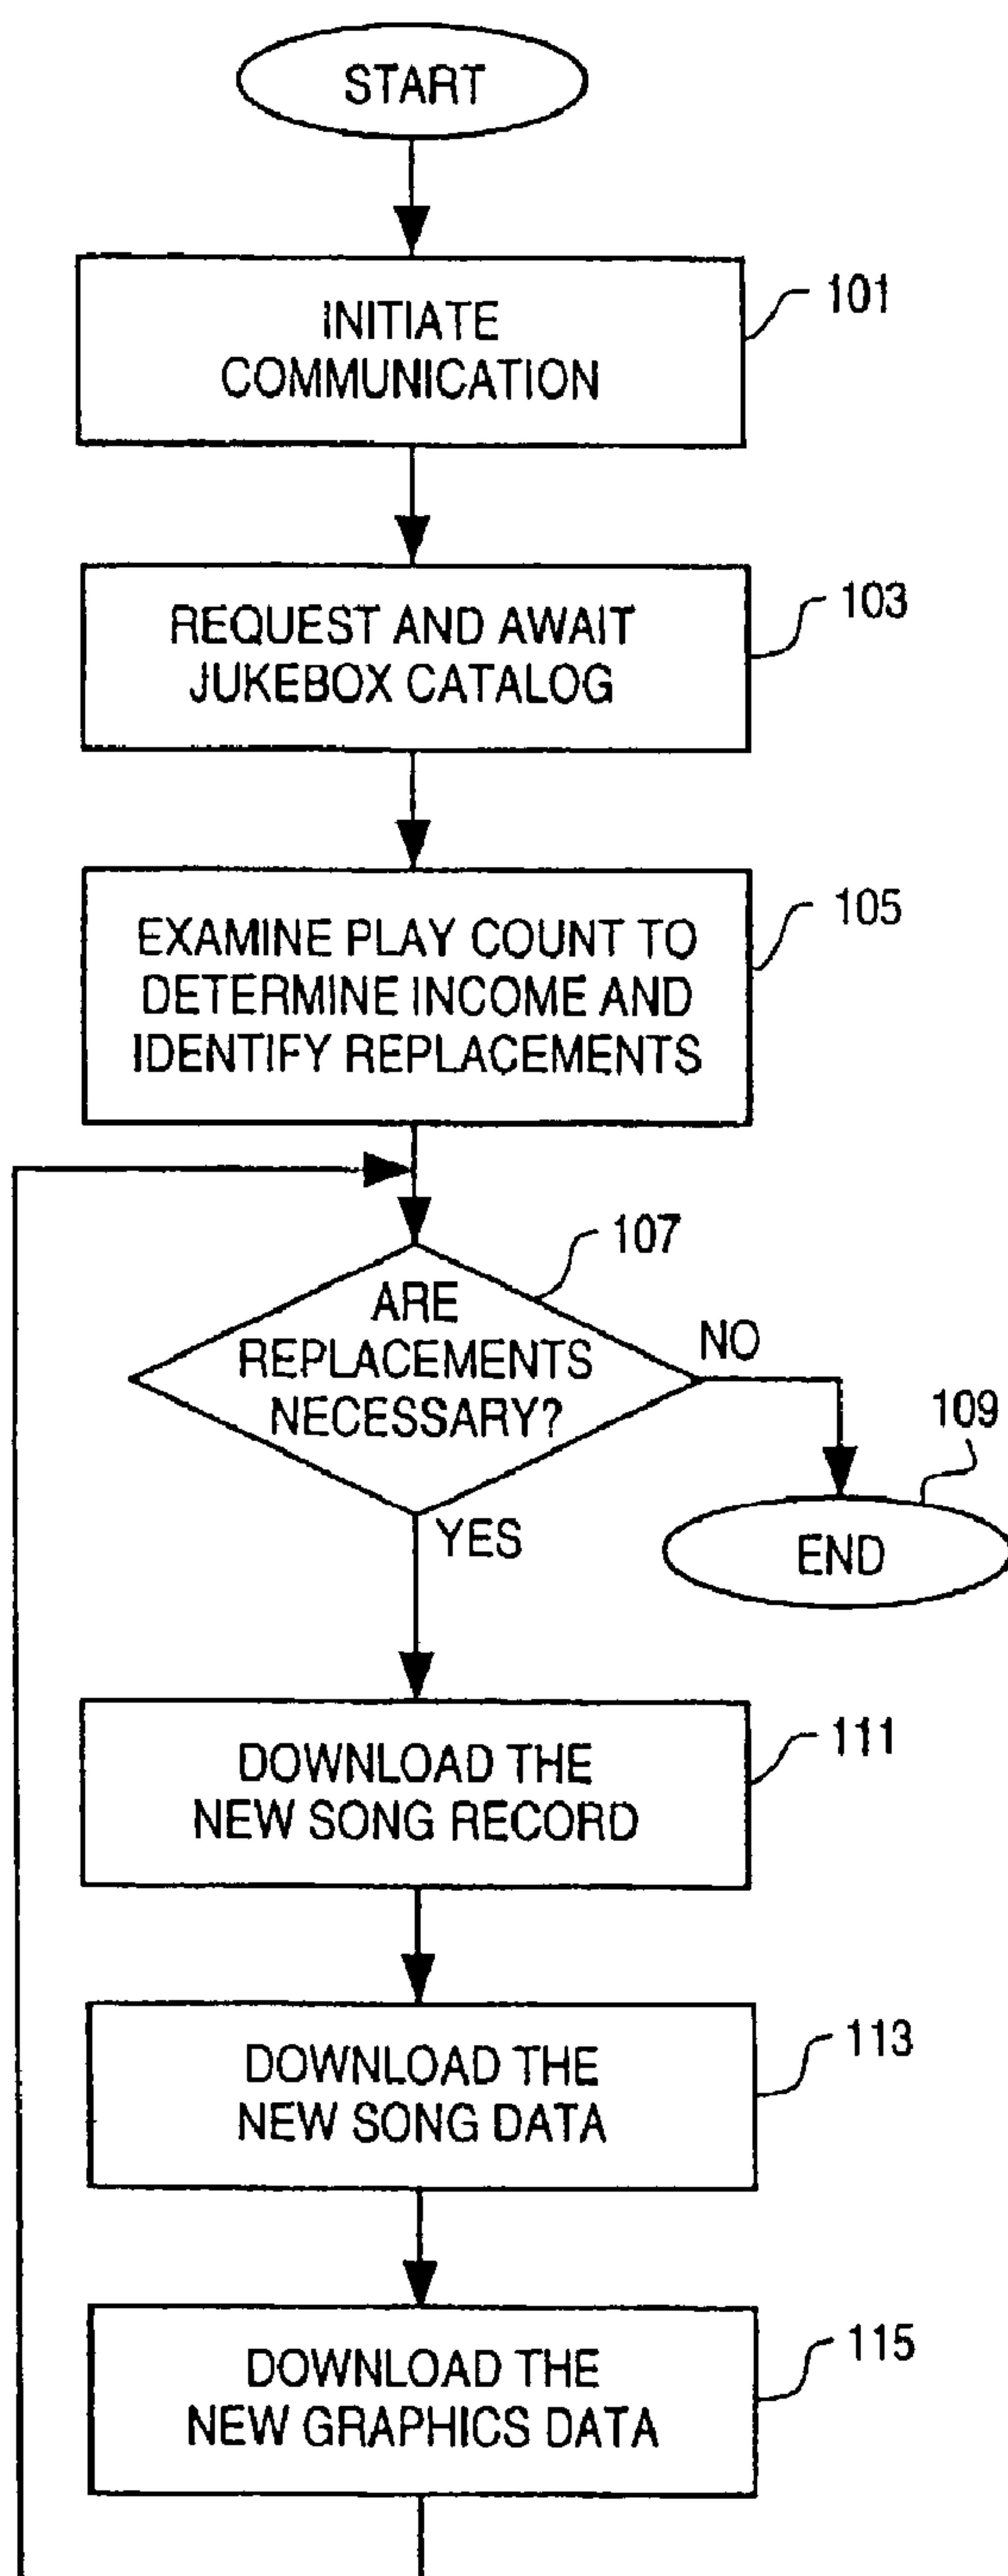 START
INITIATE
COMMUNICATION
101
REQUEST AND AWAIT
JUKEBOX CATALOG
103
EXAMINE PLAY COUNT TO
DETERMINE INCOME AND
IDENTIFY REPLACEMENTS
105
ARE
REPLACEMENTS
NECESSARY?
107
NO
109
END
YES
DOWNLOAD THE
NEW SONG RECORD
111
DOWNLOAD THE
NEW SONG DATA
113
DOWNLOAD THE
NEW GRAPHICS DATA
115